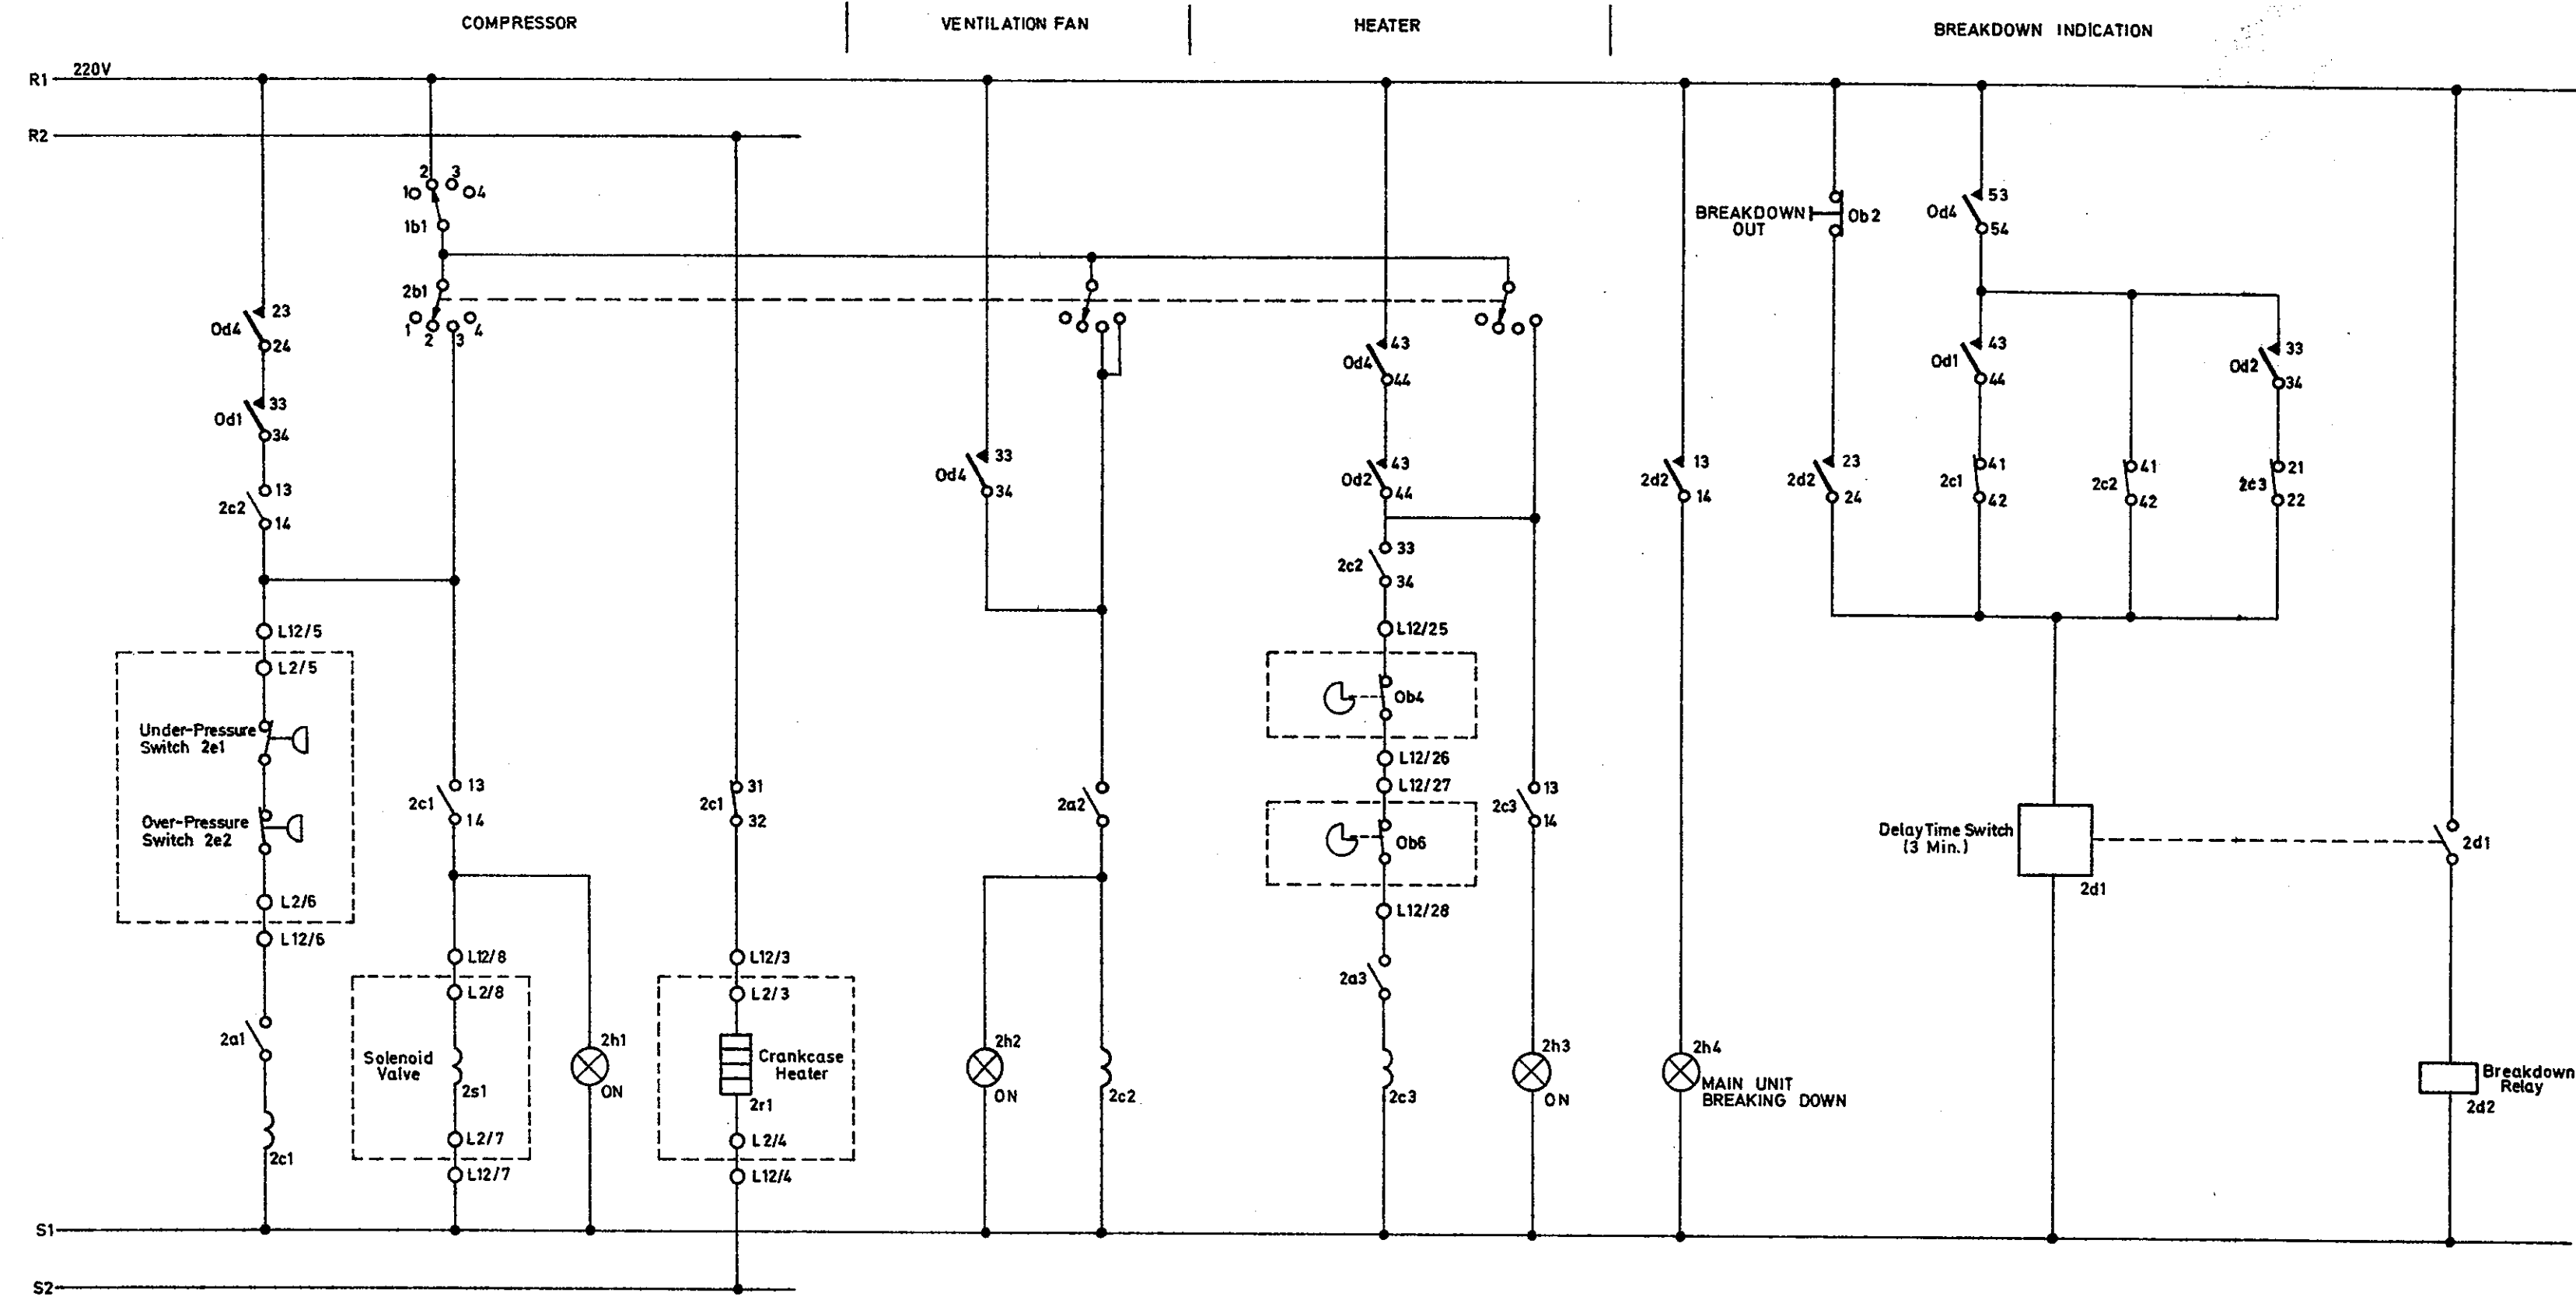 COMPRESSOR
VENTILATION FAN
HEATER
BREAKDOWN INDICATION
R1
220V
R2
2
3
1
4
1b1
2b1
1
2
3
4
Od4
23
24
Od1
33
34
2c2
13
14
L12/5
L2/5
Under-Pressure
Switch 2e1
Over-Pressure
Switch 2e2
L2/6
L12/6
2a1
2c1
2c1
13
14
L12/8
L2/8
Solenoid
Valve
2s1
L2/7
L12/7
2h1
ON
2c1
31
32
L12/3
L2/3
Crankcase
Heater
2r1
L2/4
L12/4
Od4
33
34
2a2
2h2
ON
2c2
Od4
43
44
Od2
43
44
2c2
33
34
L12/25
Ob4
L12/26
L12/27
Ob6
L12/28
2a3
2c3
2c3
13
14
2h3
ON
2d2
13
14
2h4
MAIN UNIT
BREAKING DOWN
BREAKDOWN
OUT
Ob2
2d2
23
24
Od4
53
54
Od1
43
44
2c1
41
42
2c2
41
42
Od2
33
34
2c3
21
22
Delay Time Switch
(3 Min.)
2d1
2d1
Breakdown
Relay
2d2
S1
S2